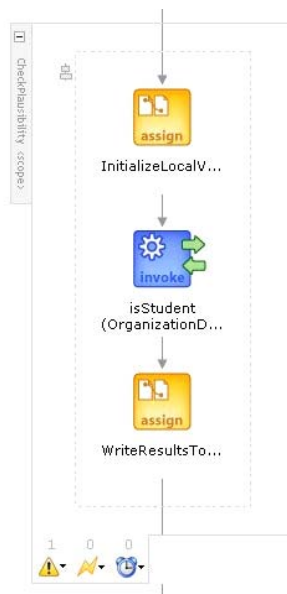 CheckPlausibility <scope>
assign
InitializeLocalV...
invoke
isStudent
(OrganizationD...
assign
WriteResultsTo...
1 0 0